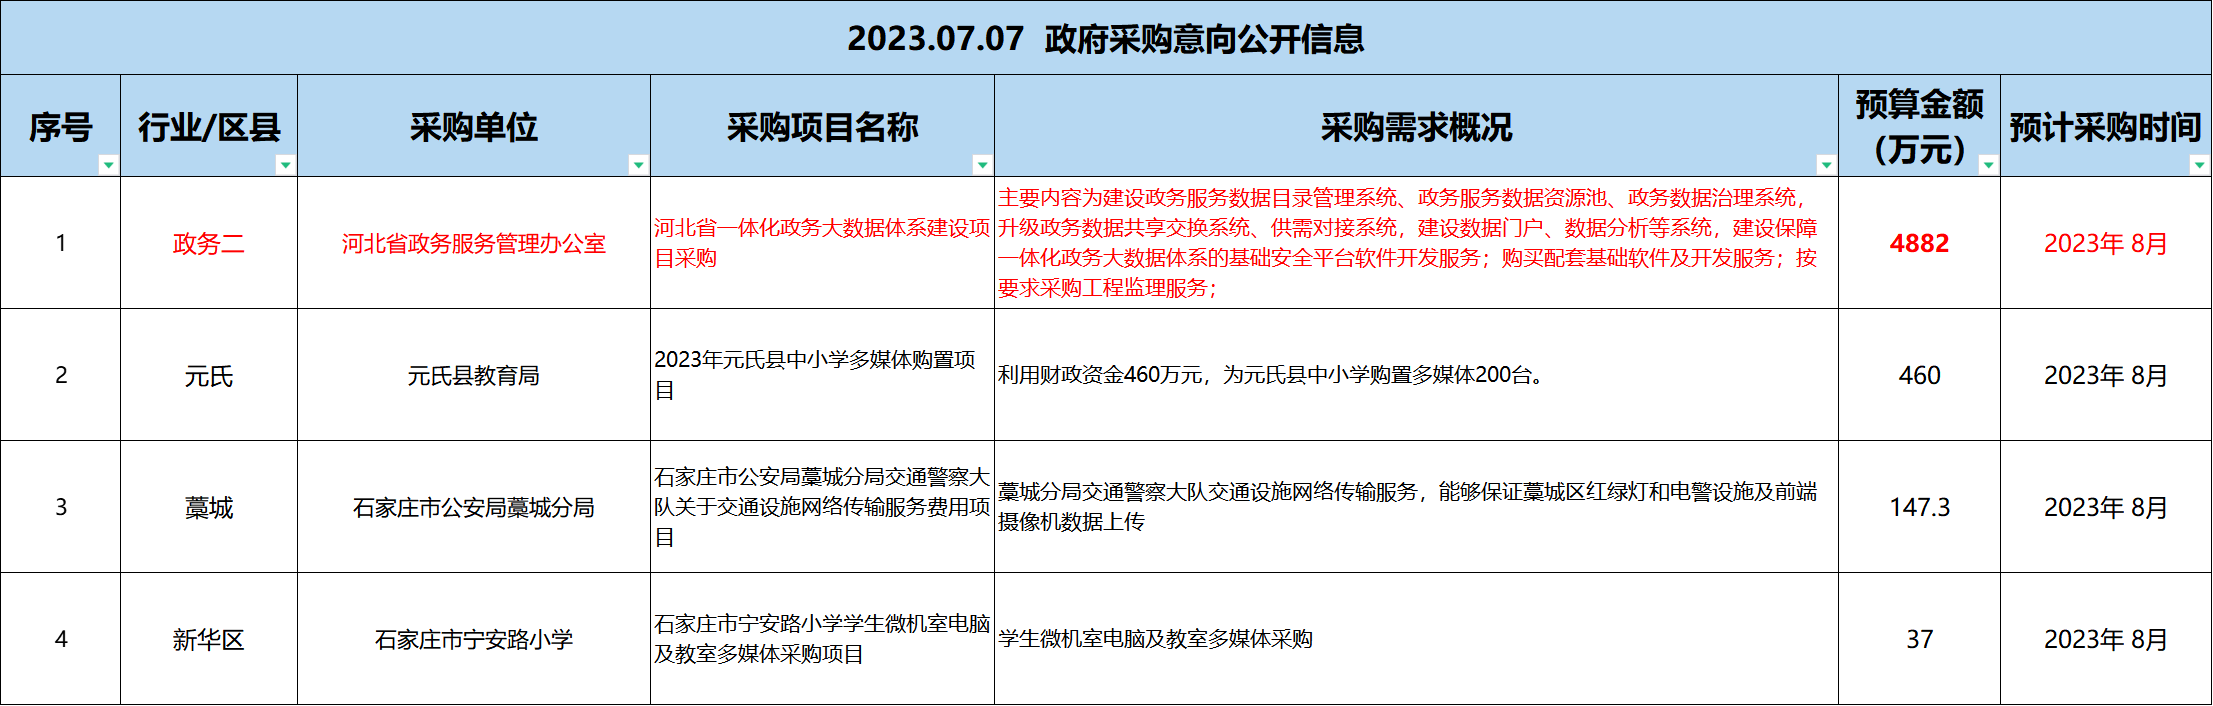 2023.07.07 政府采购意向公开信息
序号
行业/区县
采购单位
采购项目名称
采购需求概况
预算金额
（万元）
预计采购时间
1
政务二
河北省政务服务管理办公室
河北省一体化政务大数据体系建设项
目采购
主要内容为建设政务服务数据目录管理系统、政务服务数据资源池、政务数据治理系统，
升级政务数据共享交换系统、供需对接系统，建设数据门户、数据分析等系统，建设保障
一体化政务大数据体系的基础安全平台软件开发服务；购买配套基础软件及开发服务；按
要求采购工程监理服务；
4882
2023年 8月
2
元氏
元氏县教育局
2023年元氏县中小学多媒体购置项
目
利用财政资金460万元，为元氏县中小学购置多媒体200台。
460
2023年 8月
3
藁城
石家庄市公安局藁城分局
石家庄市公安局藁城分局交通警察大
队关于交通设施网络传输服务费用项
目
藁城分局交通警察大队交通设施网络传输服务，能够保证藁城区红绿灯和电警设施及前端
摄像机数据上传
147.3
2023年 8月
4
新华区
石家庄市宁安路小学
石家庄市宁安路小学学生微机室电脑
及教室多媒体采购项目
学生微机室电脑及教室多媒体采购
37
2023年 8月